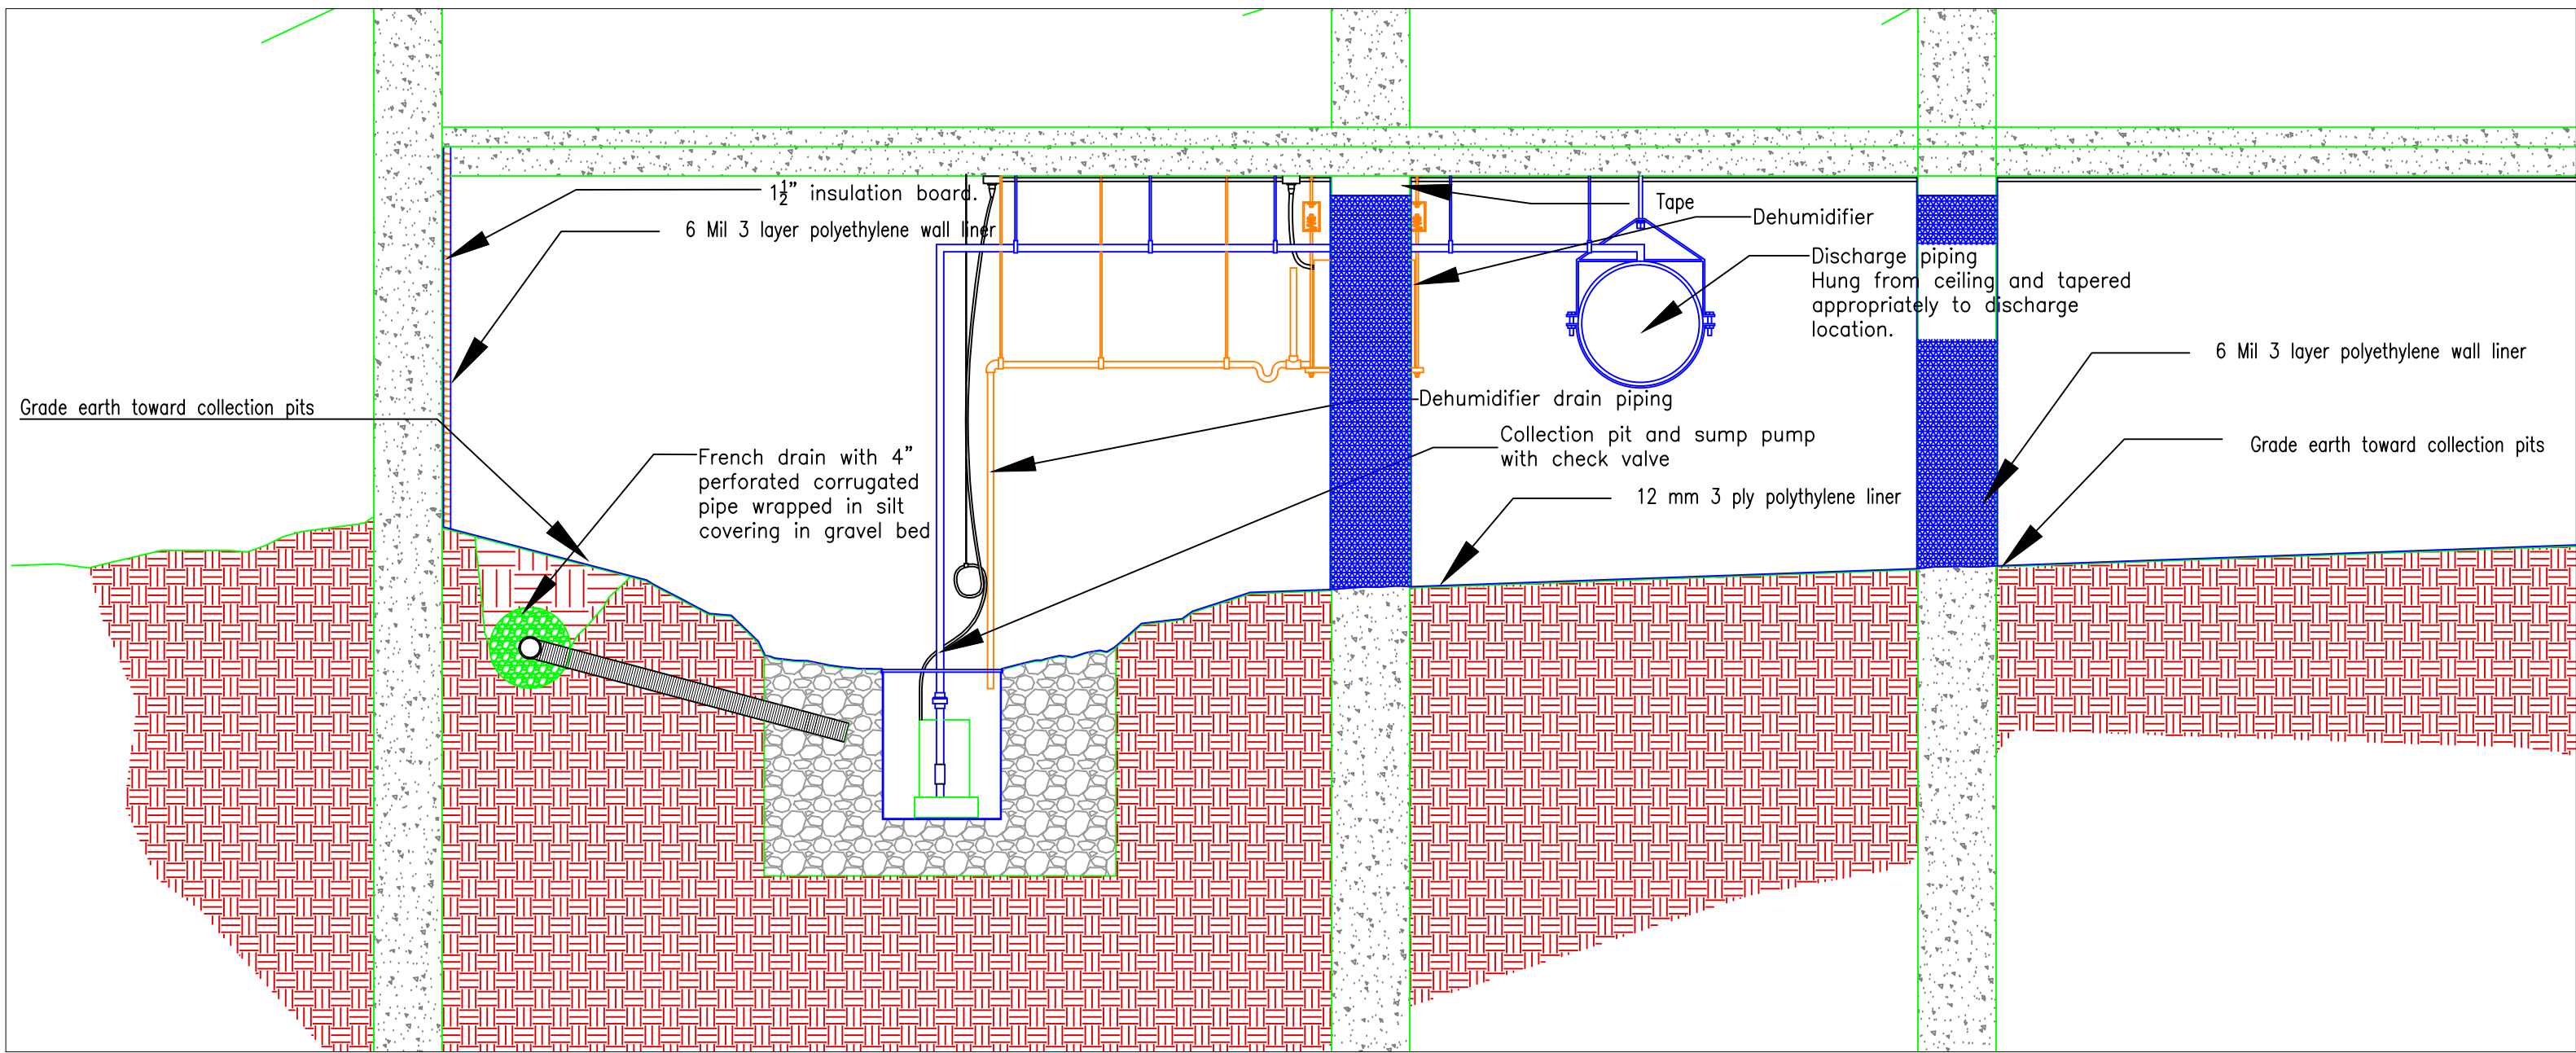 1½” insulation board.
6 Mil 3 layer polyethylene wall liner
Tape
Dehumidifier
Discharge piping
Hung from ceiling and tapered
appropriately to discharge
location.
6 Mil 3 layer polyethylene wall liner
Grade earth toward collection pits
Dehumidifier drain piping
French drain with 4”
perforated corrugated
pipe wrapped in silt
covering in gravel bed
Collection pit and sump pump
with check valve
Grade earth toward collection pits
12 mm 3 ply polythylene liner